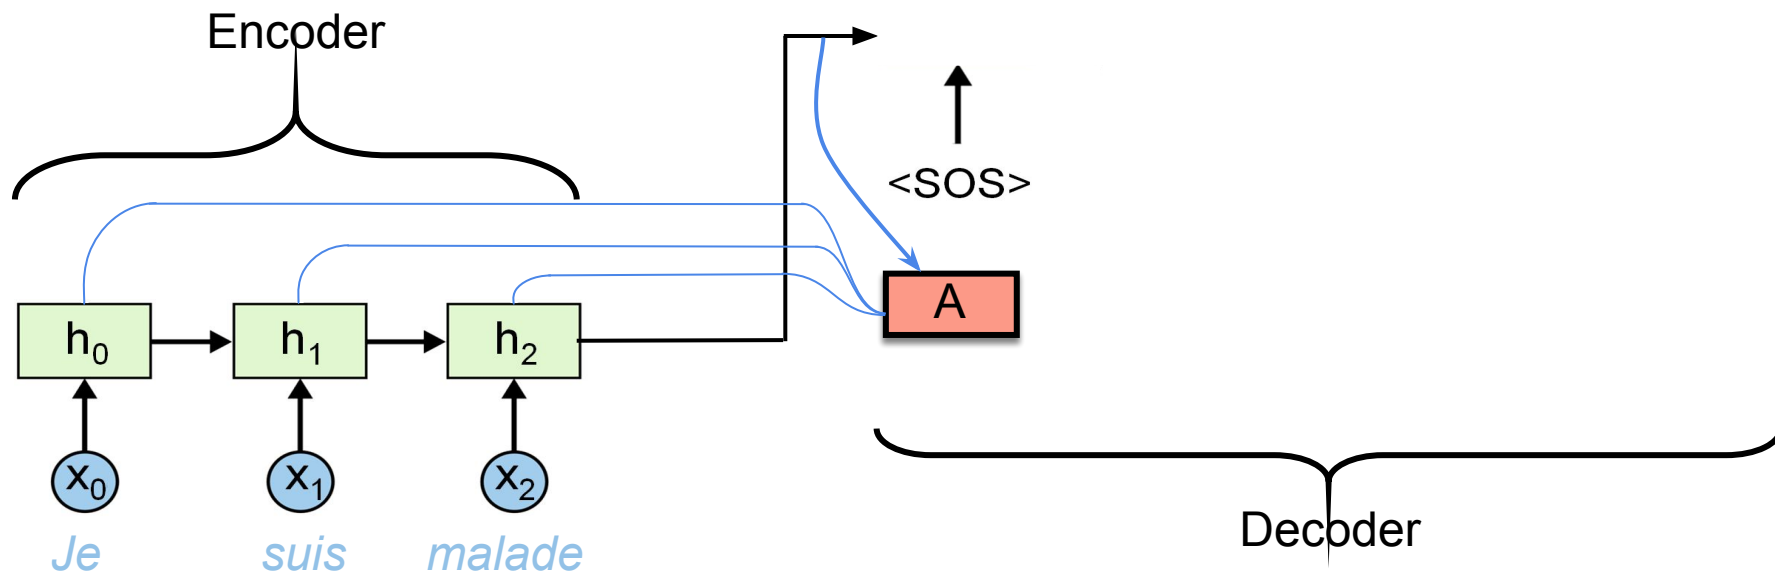 Encoder
<SOS>
A
h₀ h₁ h₂
x₀ x₁ x₂
Je suis malade
Decoder